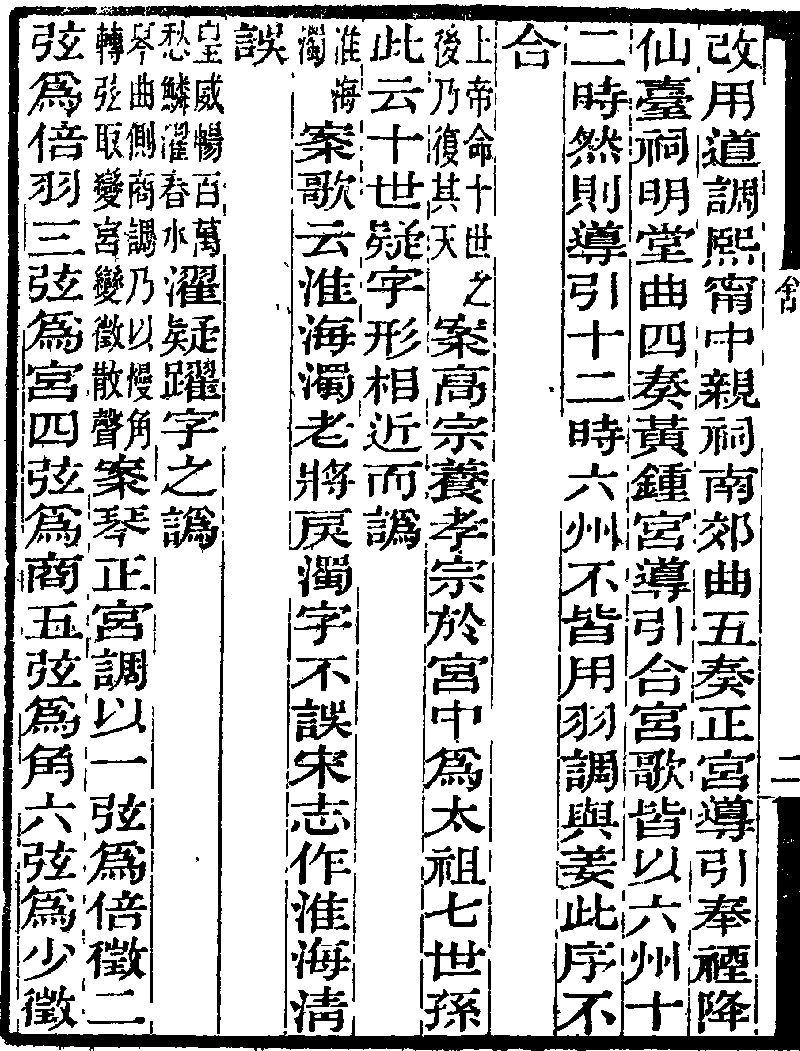 改用道調熙甯中親祠南郊曲五奏正宮導引奉禋降
仙臺祠明堂曲四奏黃鍾宮導引合宮歌皆以六州十
二時然則導引十二時六州不皆用羽調與姜此序不
合
上帝命十世之
後乃復其天
案高宗養孝宗於宮中爲太祖七世孫
此云十世疑字形相近而譌
淮海
濁
案歌云淮海濁老將戾濁字不誤宋志作淮海清
誤
皇威暢百萬
愁鱗濯春水
濯疑躍字之譌
琴曲側商調乃以慢角
轉弦取變宮變徵散聲
案琴正宮調以一弦爲倍徵二
弦爲倍羽三弦爲宮四弦爲商五弦爲角六弦爲少徵
二